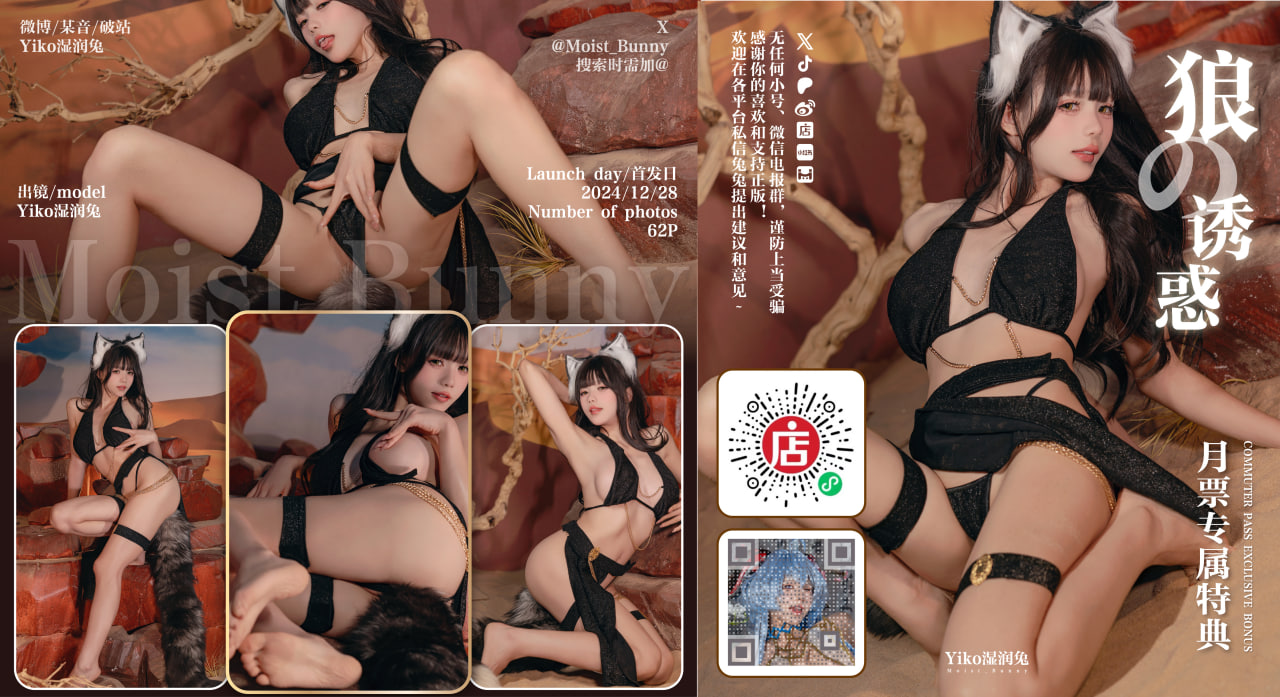 微博/某音/破站
Yiko湿润兔
X
@Moist_Bunny
搜索时需加@
出镜/model
Yiko湿润兔
Launch day/首发日
2024/12/28
Number of photos
62P
Moist Bunny
无任何小号、微信电报群，谨防上当受骗
感谢你的喜欢和支持正版！
欢迎在各平台私信兔兔提出建议和意见~
店
小红书
狼の诱惑
店
月票专属特典
COMMUTER PASS EXCLUSIVE BONUS
Yiko湿润兔
Moist_Bunny